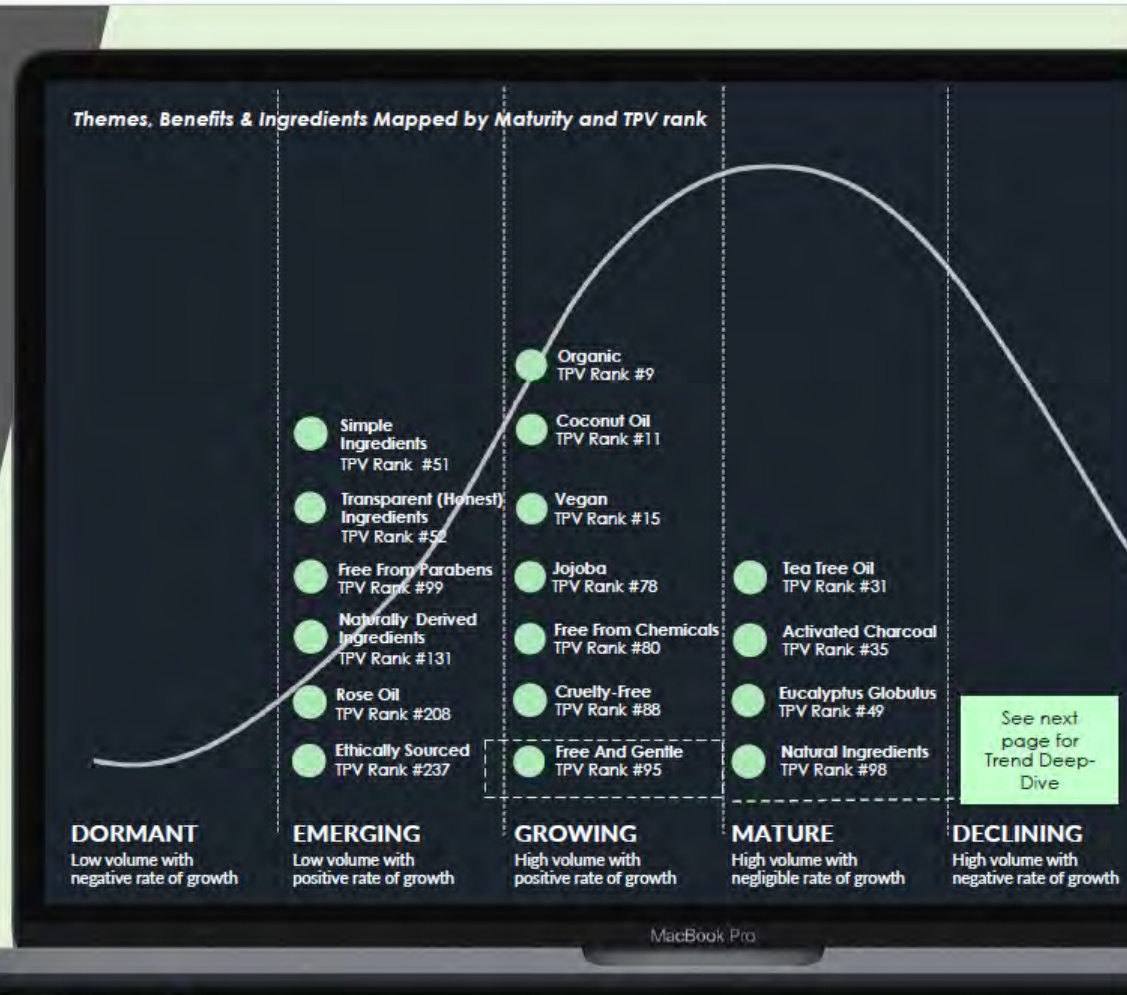 Themes, Benefits & Ingredients Mapped by Maturity and TPV rank
Simple
Ingredients
TPV Rank #51
Transparent (Honest)
Ingredients
TPV Rank #52
Free From Parabens
TPV Rank #99
Naturally Derived
Ingredients
TPV Rank #131
Rose Oil
TPV Rank #208
Ethically Sourced
TPV Rank #237
Organic
TPV Rank #9
Coconut Oil
TPV Rank #11
Vegan
TPV Rank #15
Jojoba
TPV Rank #78
Free From Chemicals
TPV Rank #80
Cruelty-Free
TPV Rank #88
Free And Gentle
TPV Rank #95
Tea Tree Oil
TPV Rank #31
Activated Charcoal
TPV Rank #35
Eucalyptus Globulus
TPV Rank #49
Natural Ingredients
TPV Rank #98
See next
page for
Trend Deep-
Dive
DORMANT
Low volume with
negative rate of growth
EMERGING
Low volume with
positive rate of growth
GROWING
High volume with
positive rate of growth
MATURE
High volume with
negligible rate of growth
DECLINING
High volume with
negative rate of growth
MacBook Pro